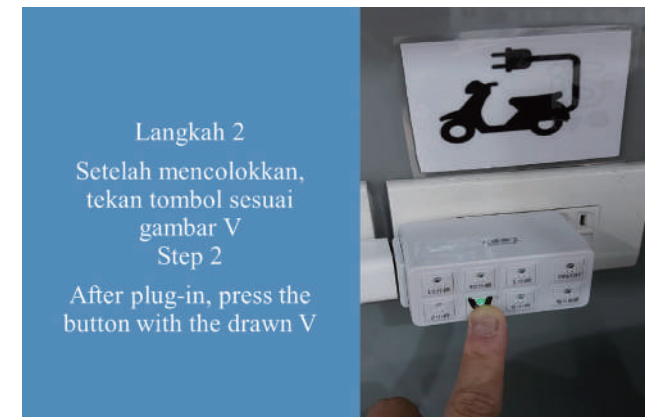 Langkah 2
Setelah mencolokkan,
tekan tombol sesuai
gambar V
Step 2
After plug-in, press the
button with the drawn V